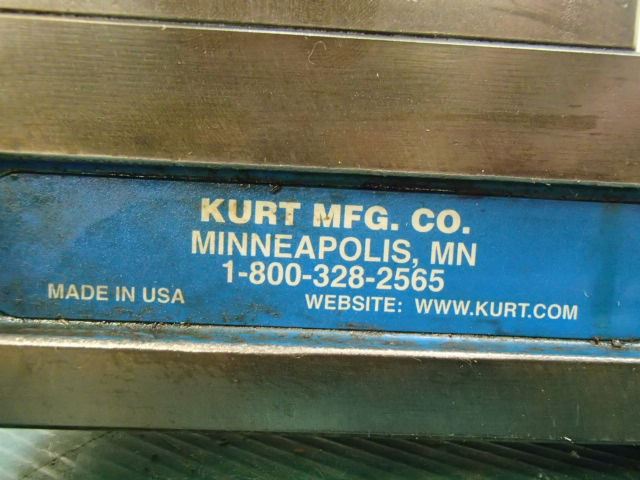 KURT MFG. CO.
MINNEAPOLIS, MN
1-800-328-2565
MADE IN USA
WEBSITE: WWW.KURT.COM